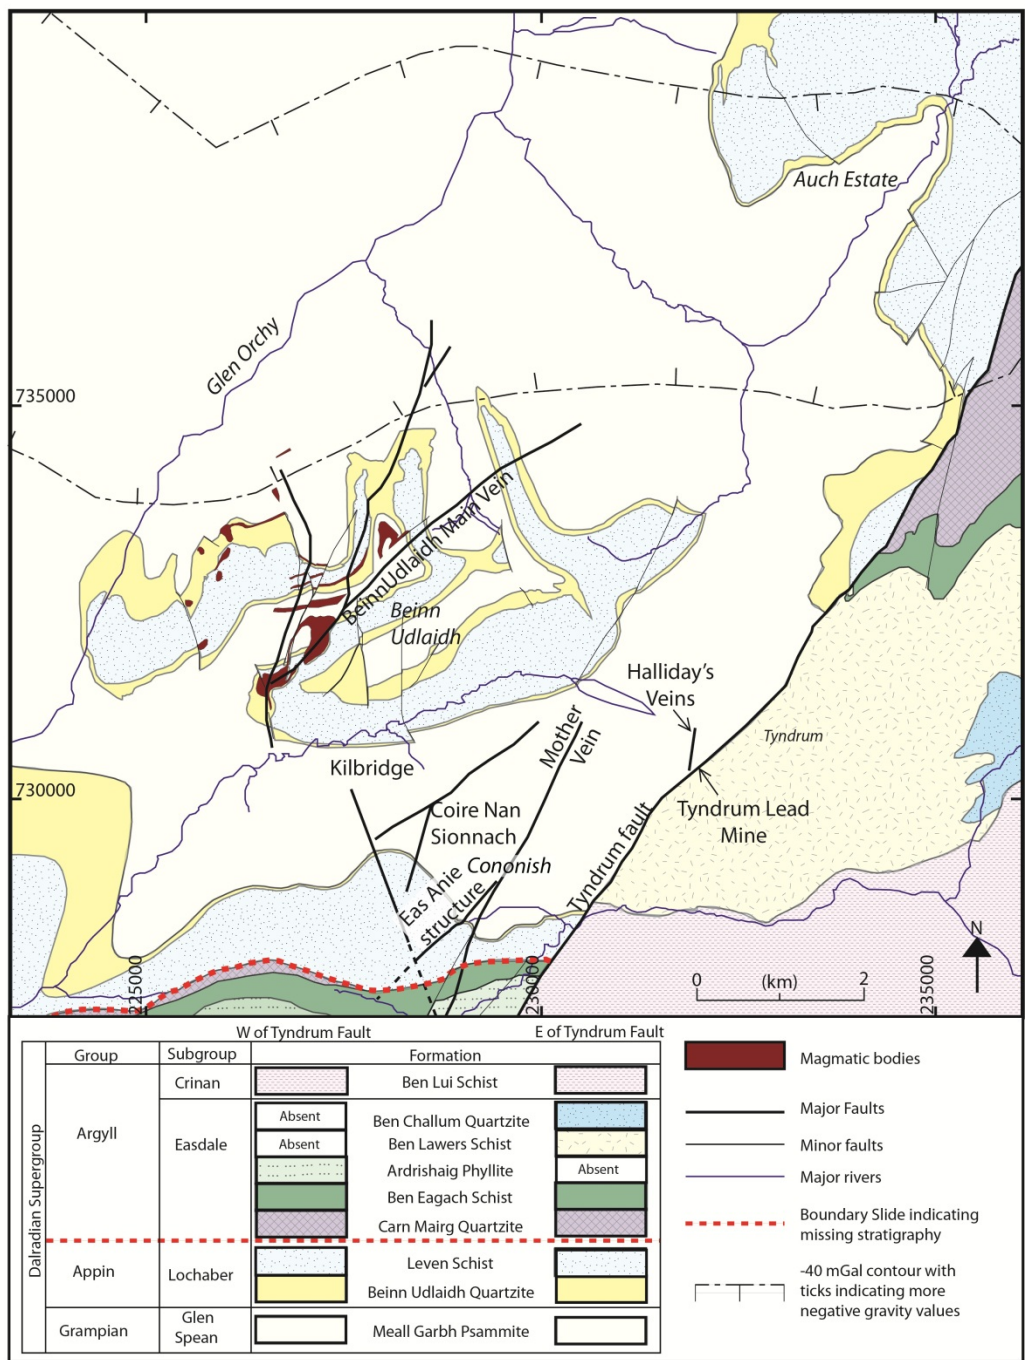 Auch Estate
Glen Orchy
735000
BeinnUdlaidh Main Vein
Beinn
Udlaidh
Halliday's
Veins
Mother
Vein
Tyndrum
Kilbridge
730000
Tyndrum Lead
Mine
Coire Nan
Sionnach
Tyndrum fault
Cononish
Eas Anie
structure
N
225000
230000
235000
0 (km) 2
W of Tyndrum Fault E of Tyndrum Fault
Group Subgroup Formation
Dalradian Supergroup
Crinan Ben Lui Schist
Argyll
Absent Ben Challum Quartzite
Easdale
Absent Ben Lawers Schist
Ardrishaig Phyllite Absent
Ben Eagach Schist
Carn Mairg Quartzite
Appin Lochaber
Leven Schist
Beinn Udlaidh Quartzite
Grampian
Glen
Spean
Meall Garbh Psammite
Magmatic bodies
Major Faults
Minor faults
Major rivers
Boundary Slide indicating
missing stratigraphy
-40 mGal contour with
ticks indicating more
negative gravity values